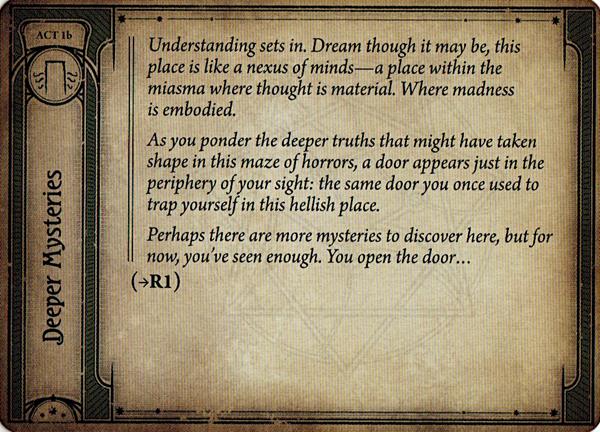 ACT 1b
Deeper Mysteries
Understanding sets in. Dream though it may be, this
place is like a nexus of minds—a place within the
miasma where thought is material. Where madness
is embodied.
As you ponder the deeper truths that might have taken
shape in this maze of horrors, a door appears just in the
periphery of your sight: the same door you once used to
trap yourself in this hellish place.
Perhaps there are more mysteries to discover here, but for
now, you've seen enough. You open the door…
(→R1)